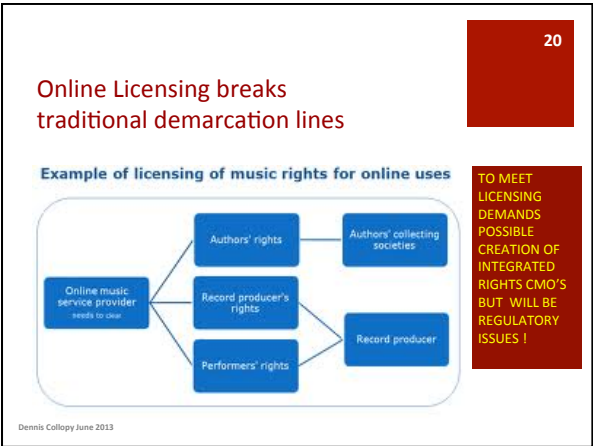 20
Online Licensing breaks
traditional demarcation lines
Example of licensing of music rights for online uses
Authors' rights
Authors' collecting
societies
Online music
service provider
needs to clear
Record producer's
rights
Performers' rights
Record producer
TO MEET
LICENSING
DEMANDS
POSSIBLE
CREATION OF
INTEGRATED
RIGHTS CMO'S
BUT WILL BE
REGULATORY
ISSUES !
Dennis Collopy June 2013